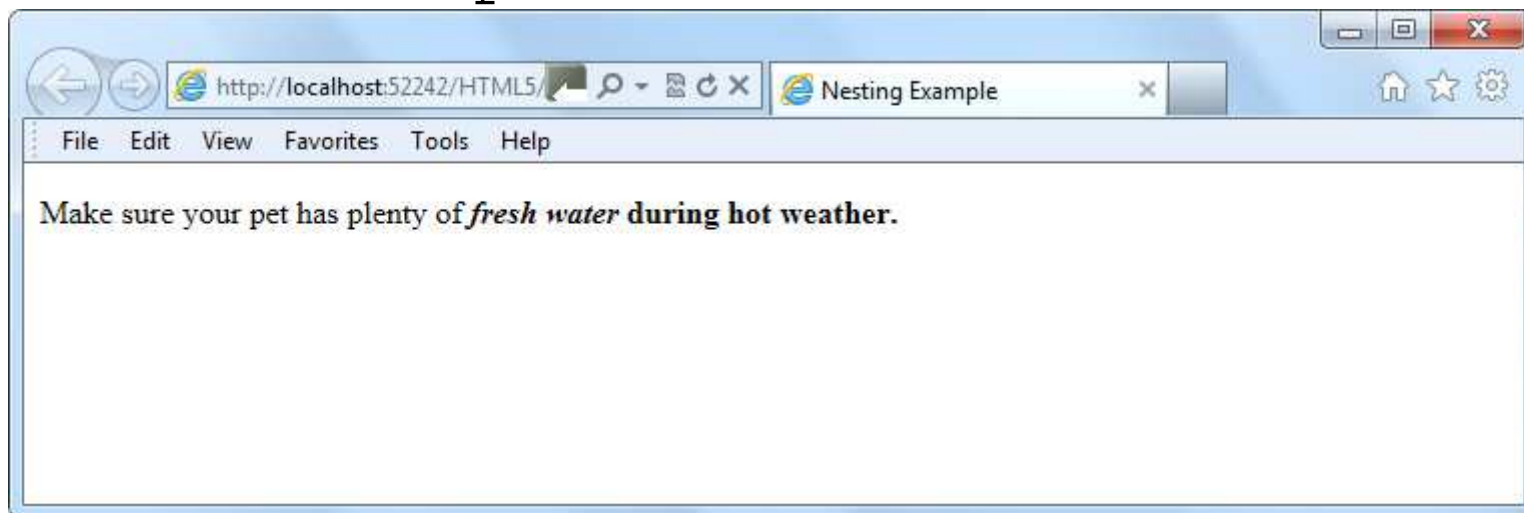 http://localhost:52242/HTML5/ Nesting Example
File Edit View Favorites Tools Help
Make sure your pet has plenty of fresh water during hot weather.